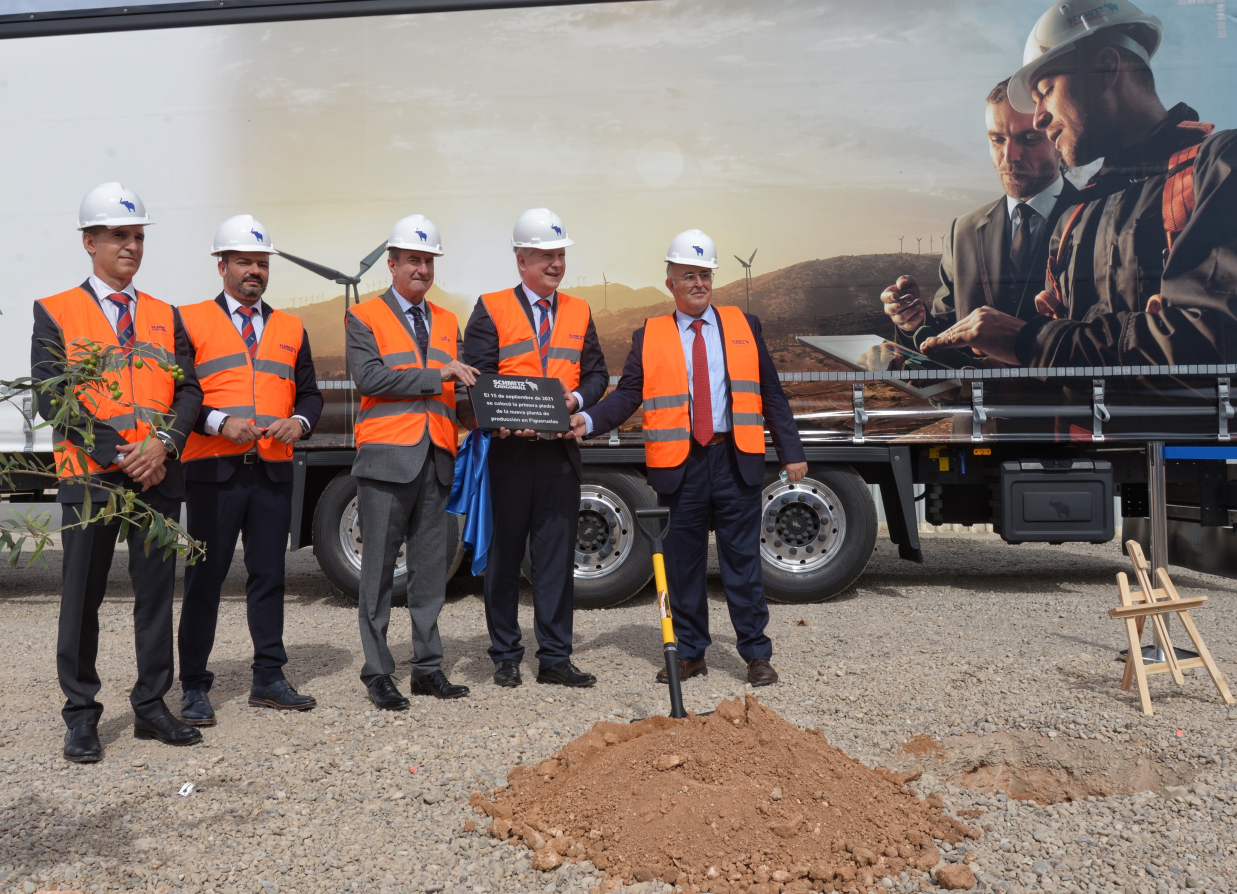 SCHMITZ
CARGOBULL
El 15 de septiembre de 2021
se colocó la primera piedra
de la nueva planta de
producción en Figueruelas
SCHMITZ